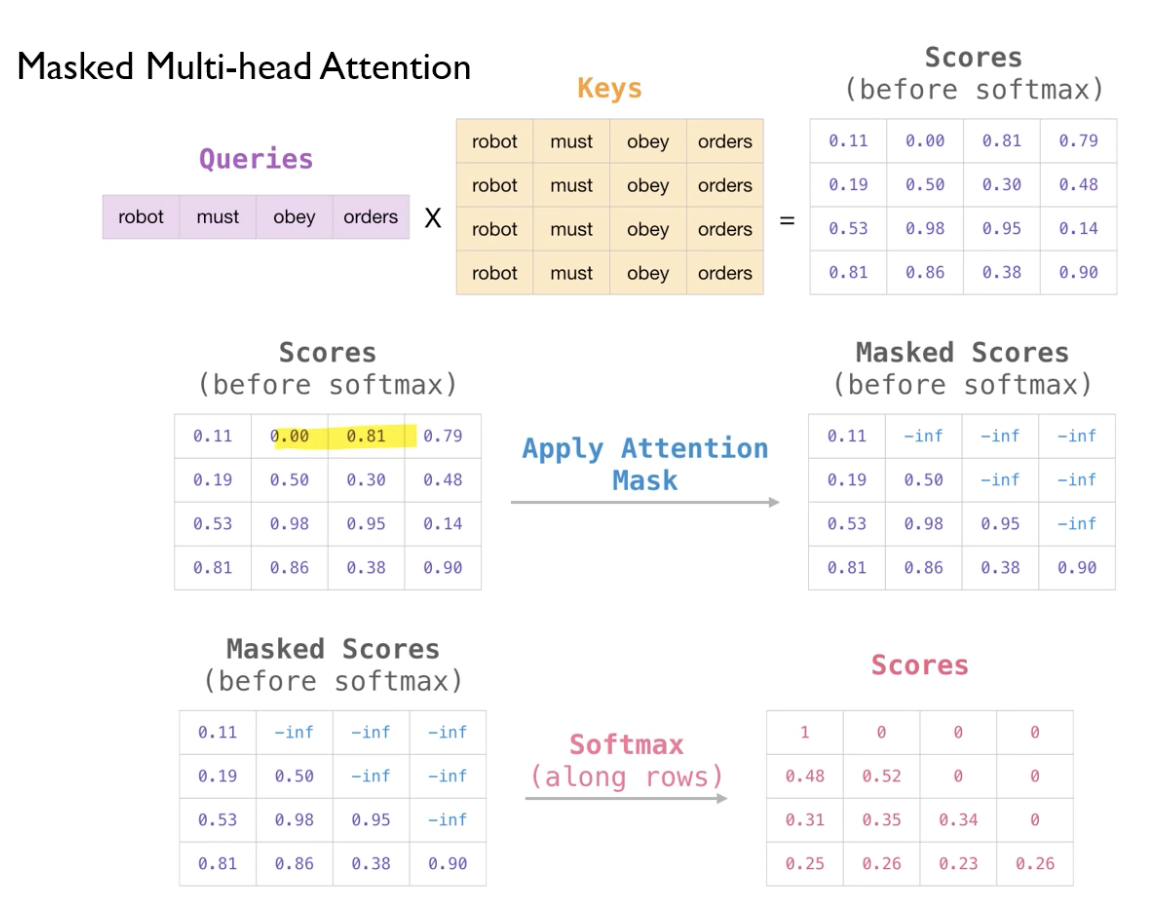 Masked Multi-head Attention
Scores
(before softmax)
Keys
Queries
robot must obey orders
X
robot must obey orders
robot must obey orders
robot must obey orders
robot must obey orders
=
0.11 0.00 0.81 0.79
0.19 0.50 0.30 0.48
0.53 0.98 0.95 0.14
0.81 0.86 0.38 0.90
Scores
(before softmax)
0.11 0.00 0.81 0.79
0.19 0.50 0.30 0.48
0.53 0.98 0.95 0.14
0.81 0.86 0.38 0.90
Apply Attention
Mask
Masked Scores
(before softmax)
0.11 -inf -inf -inf
0.19 0.50 -inf -inf
0.53 0.98 0.95 -inf
0.81 0.86 0.38 0.90
Masked Scores
(before softmax)
0.11 -inf -inf -inf
0.19 0.50 -inf -inf
0.53 0.98 0.95 -inf
0.81 0.86 0.38 0.90
Softmax
(along rows)
Scores
1 0 0 0
0.48 0.52 0 0
0.31 0.35 0.34 0
0.25 0.26 0.23 0.26